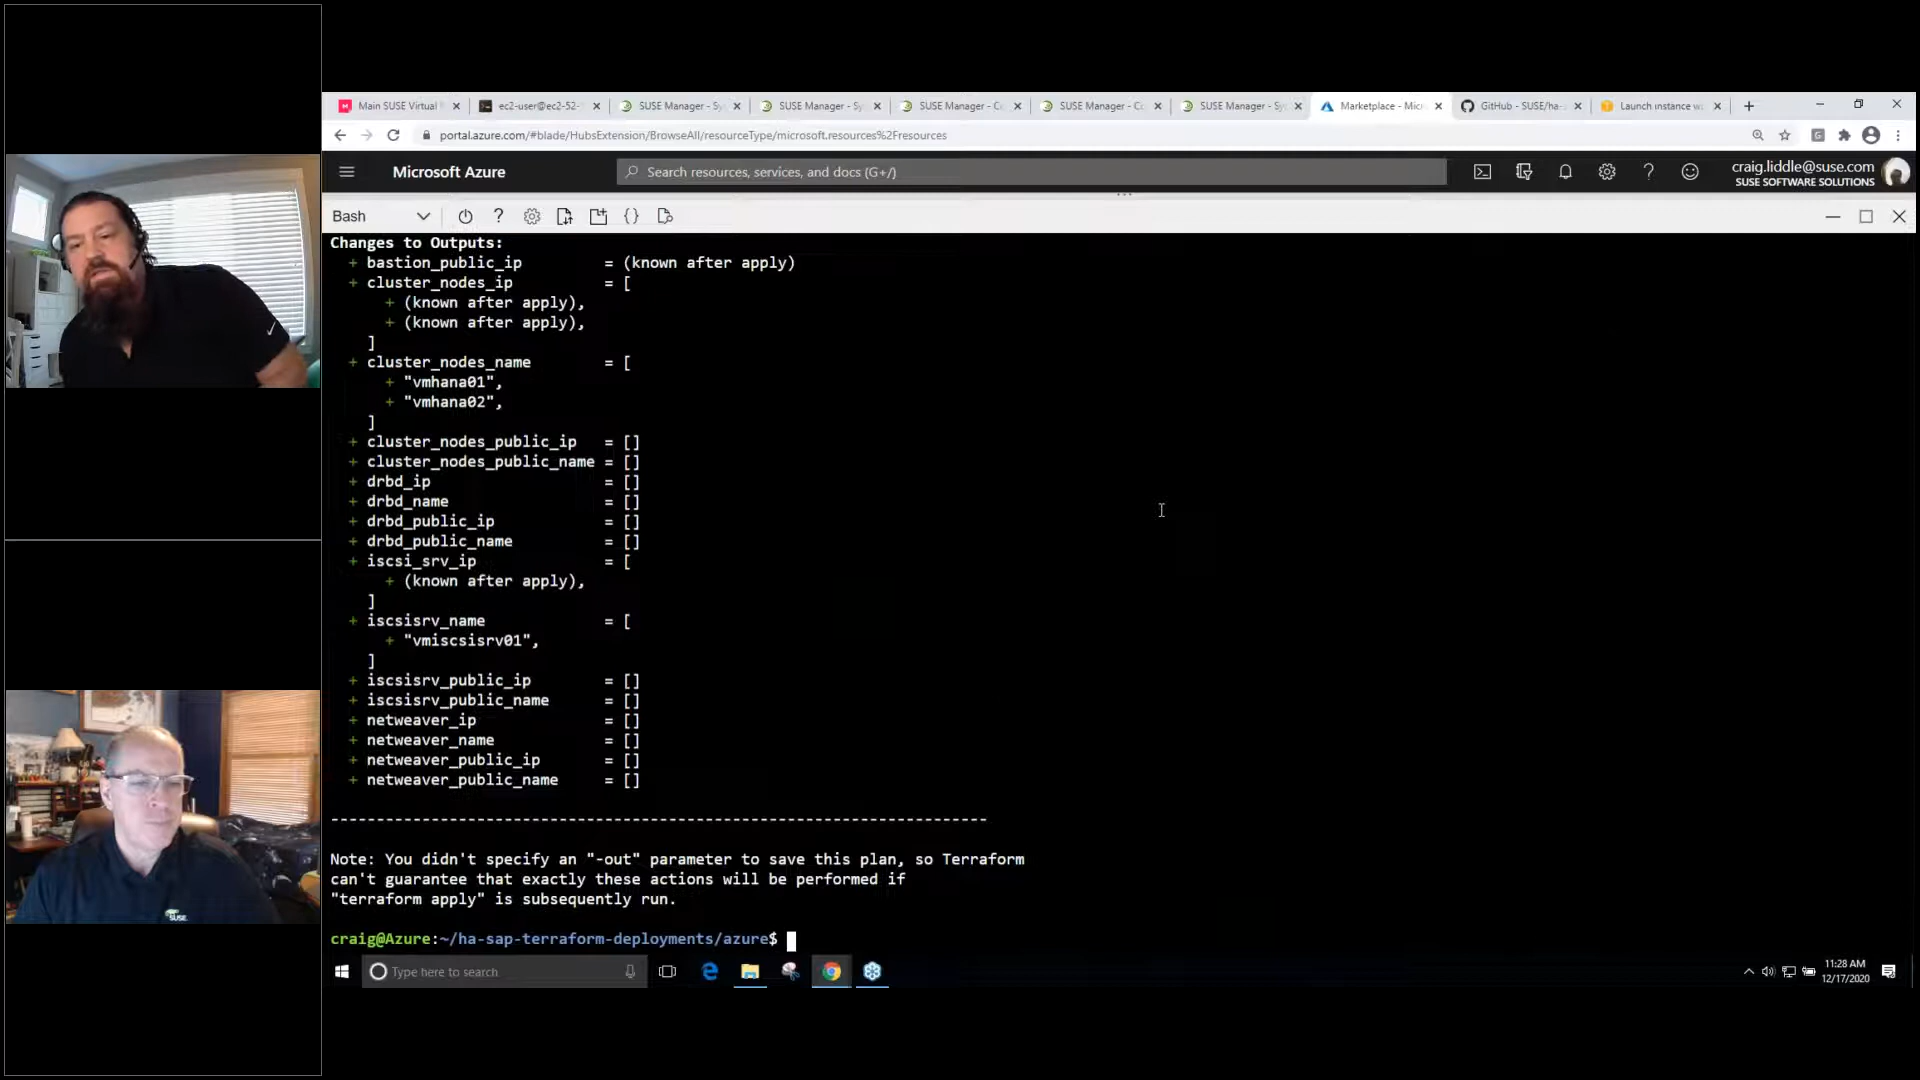 Main SUSE Virtual
ec2-user@ec2-52-
SUSE Manager - Sy
SUSE Manager - Sy
SUSE Manager - C
SUSE Manager - C
SUSE Manager - Sy
Marketplace - Micr
GitHub - SUSE/ha-
Launch instance w
portal.azure.com/#blade/HubsExtension/BrowseAll/resourceType/microsoft.resources%2Fresources
Microsoft Azure
Search resources, services, and docs (G+/)
craig.liddle@suse.com
SUSE SOFTWARE SOLUTIONS
Bash
Changes to Outputs:
+ bastion_public_ip = (known after apply)
+ cluster_nodes_ip = [
+ (known after apply),
+ (known after apply),
]
+ cluster_nodes_name = [
+ "vmhana01",
+ "vmhana02",
]
+ cluster_nodes_public_ip = []
+ cluster_nodes_public_name = []
+ drbd_ip = []
+ drbd_name = []
+ drbd_public_ip = []
+ drbd_public_name = []
+ iscsi_srv_ip = [
+ (known after apply),
]
+ iscsisrv_name = [
+ "vmiscsisrv01",
]
+ iscsisrv_public_ip = []
+ iscsisrv_public_name = []
+ netweaver_ip = []
+ netweaver_name = []
+ netweaver_public_ip = []
+ netweaver_public_name = []
------------------------------------------------------------------------
Note: You didn't specify an "-out" parameter to save this plan, so Terraform
can't guarantee that exactly these actions will be performed if
"terraform apply" is subsequently run.
craig@Azure:~/ha-sap-terraform-deployments/azure$
Type here to search
11:28 AM
12/17/2020
SUSE